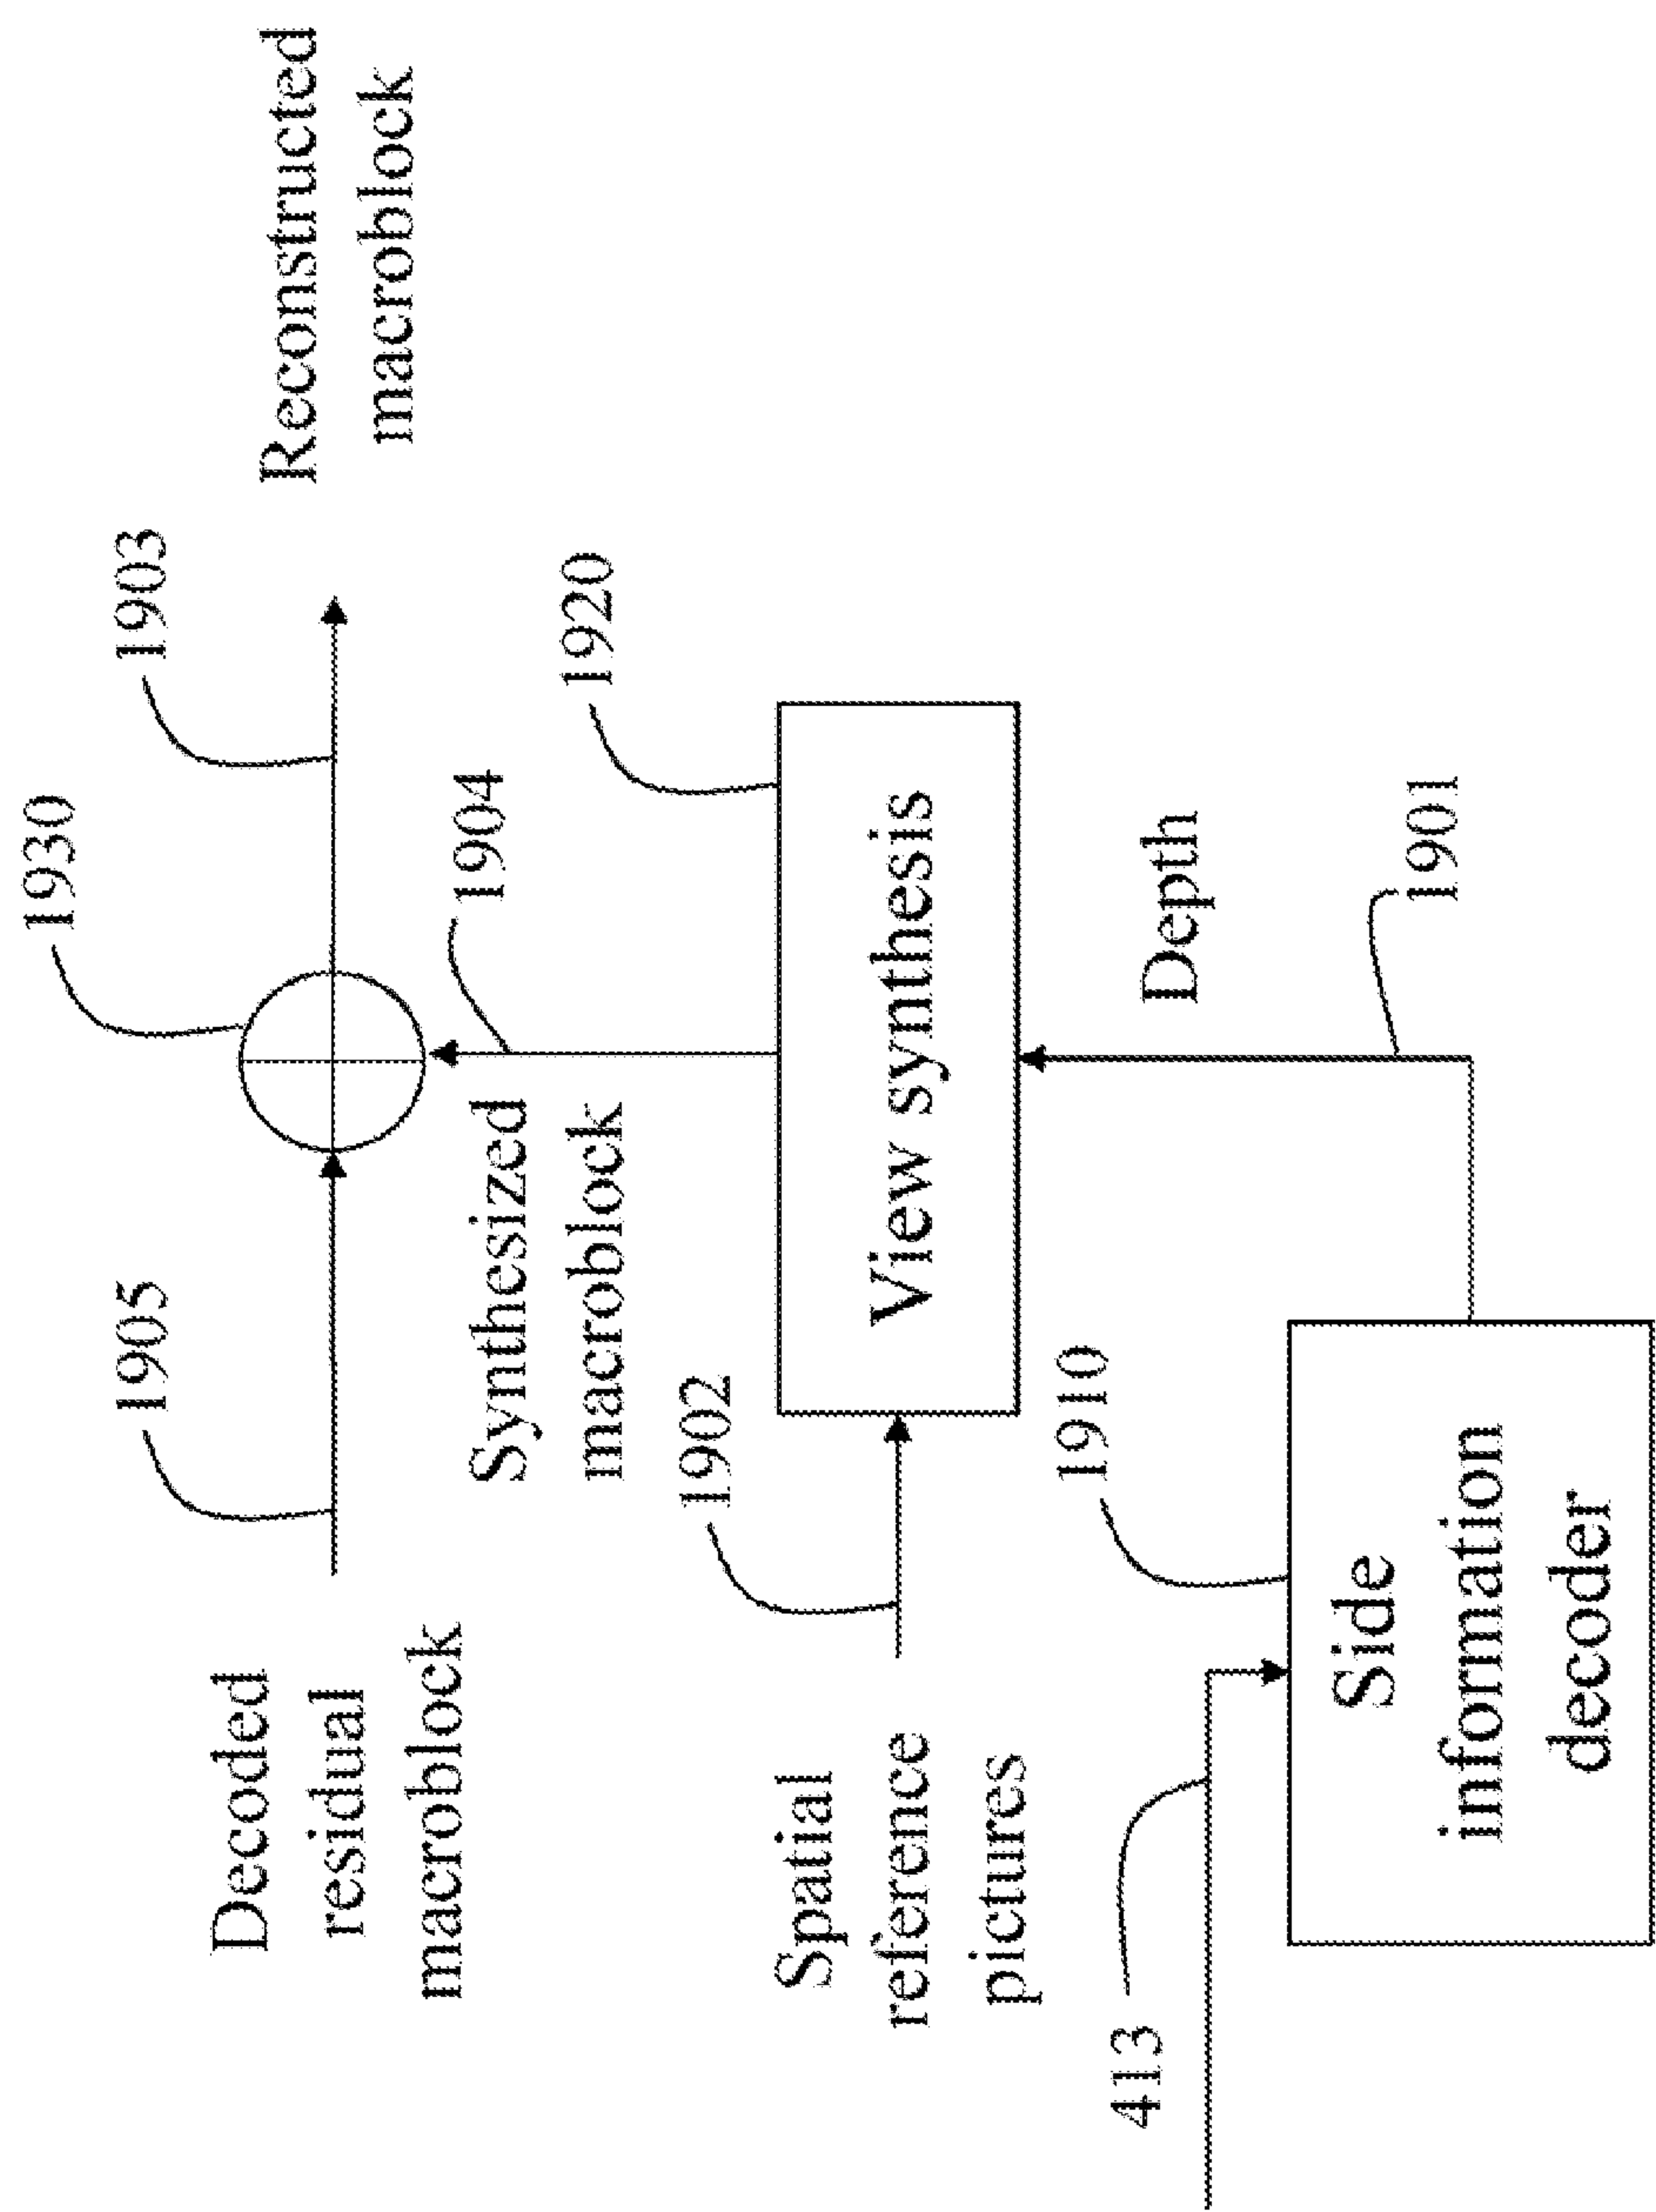 1930
1905
1903
Decoded
residual
macroblock
Reconstructed
macroblock
Synthesized
macroblock
1904
1920
1902
Spatial
reference
pictures
View synthesis
1910
Depth
413
1901
Side
information
decoder